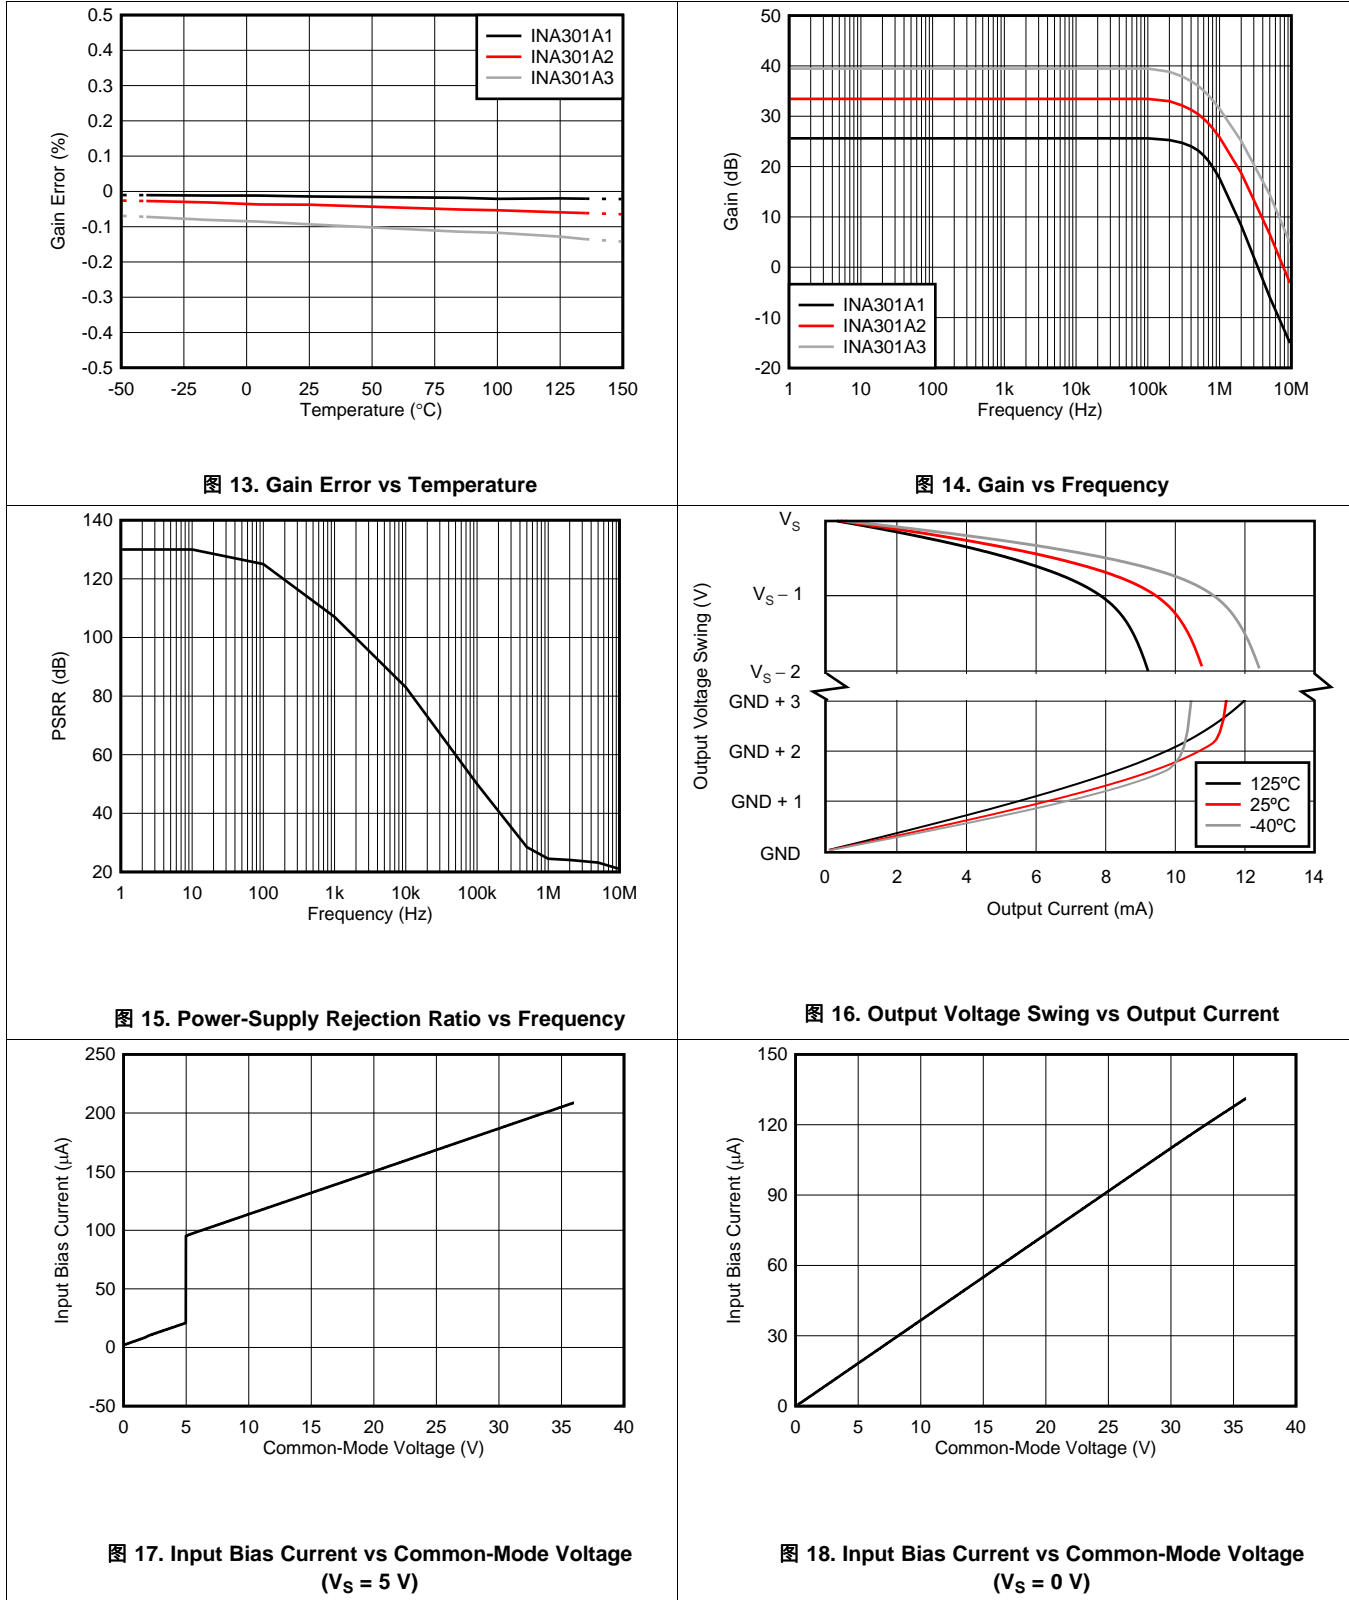 0.5
0.4
0.3
0.2
0.1
0
-0.1
-0.2
-0.3
-0.4
-0.5
Gain Error (%)
INA301A1
INA301A2
INA301A3
-50 -25 0 25 50 75 100 125 150
Temperature (°C)
图 13. Gain Error vs Temperature
50
40
30
20
10
0
-10
-20
Gain (dB)
INA301A1
INA301A2
INA301A3
1 10 100 1k 10k 100k 1M 10M
Frequency (Hz)
图 14. Gain vs Frequency
140
120
100
80
60
40
20
PSRR (dB)
1 10 100 1k 10k 100k 1M 10M
Frequency (Hz)
图 15. Power-Supply Rejection Ratio vs Frequency
VS
VS – 1
VS – 2
GND + 3
GND + 2
GND + 1
GND
Output Voltage Swing (V)
125ºC
25ºC
-40ºC
0 2 4 6 8 10 12 14
Output Current (mA)
图 16. Output Voltage Swing vs Output Current
250
200
150
100
50
0
-50
Input Bias Current (μA)
0 5 10 15 20 25 30 35 40
Common-Mode Voltage (V)
图 17. Input Bias Current vs Common-Mode Voltage
(VS = 5 V)
150
120
90
60
30
0
Input Bias Current (μA)
0 5 10 15 20 25 30 35 40
Common-Mode Voltage (V)
图 18. Input Bias Current vs Common-Mode Voltage
(VS = 0 V)